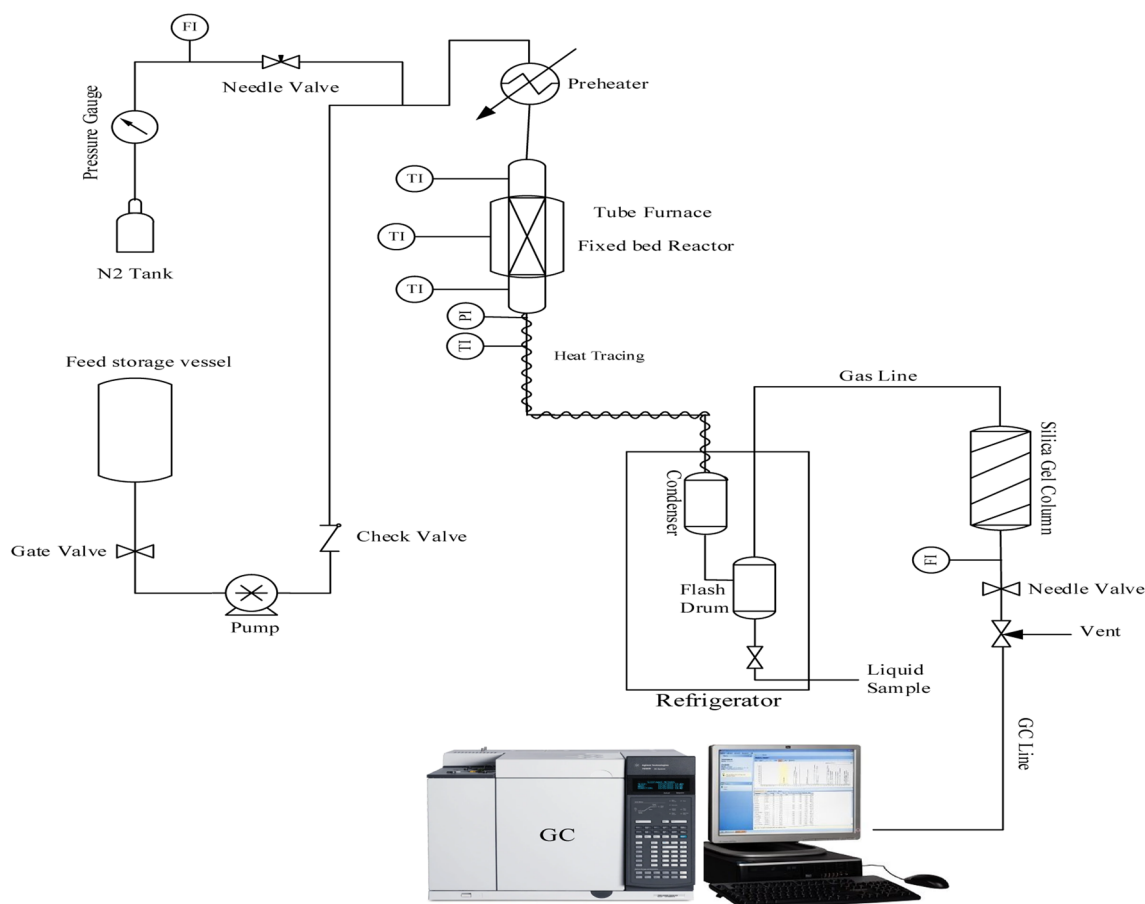 FI
Needle Valve
Preheater
Pressure Gauge
TI
Tube Furnace
TI
Fixed bed Reactor
N2 Tank
TI
PI
TI
Heat Tracing
Feed storage vessel
Gas Line
Silica Gel Column
Condenser
Check Valve
Gate Valve
FI
Flash
Drum
Needle Valve
Pump
Vent
Liquid
Sample
Refrigerator
GC Line
GC